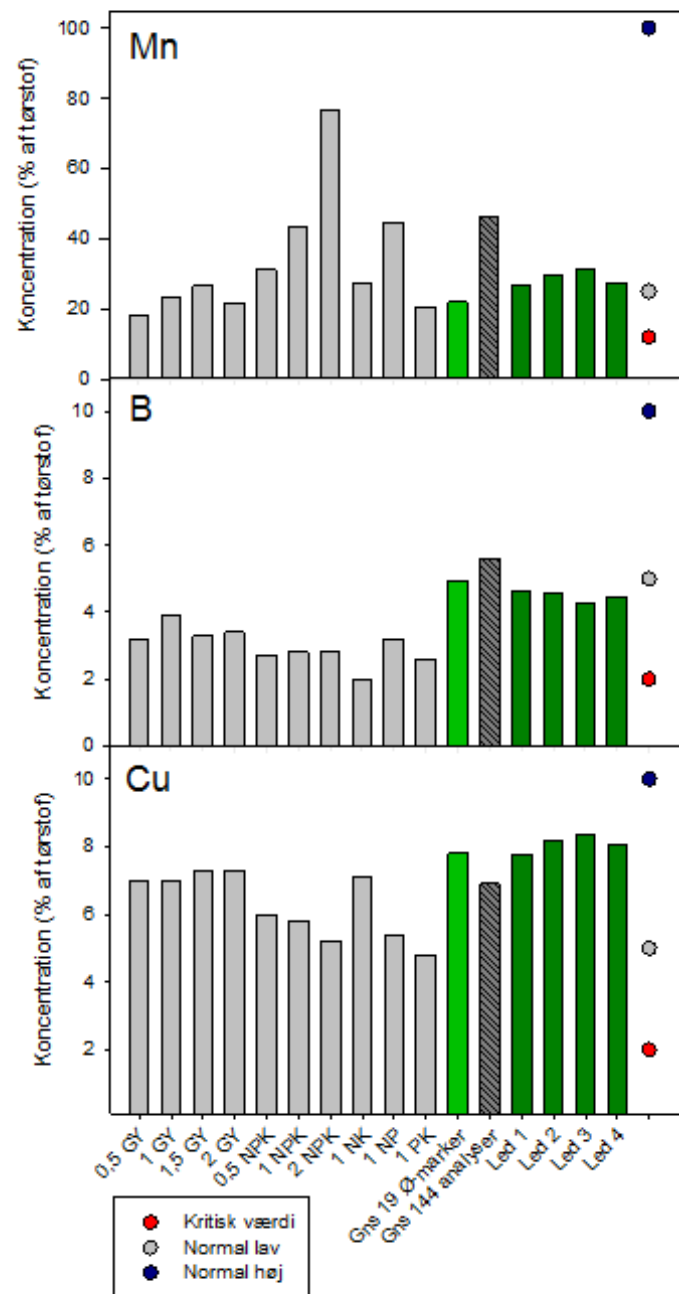 Mn
Koncentration (% af tørstof)
100
80
60
40
20
0
B
Koncentration (% af tørstof)
10
8
6
4
2
0
Cu
Koncentration (% af tørstof)
10
8
6
4
2
0,5 GY
1 GY
1,5 GY
2 GY
0,5 NPK
1 NPK
2 NPK
1 NK
1 NP
1 PK
Gns 19 Ø-marker
Gns 144 analyser
Led 1
Led 2
Led 3
Led 4
Kritisk værdi
Normal lav
Normal høj